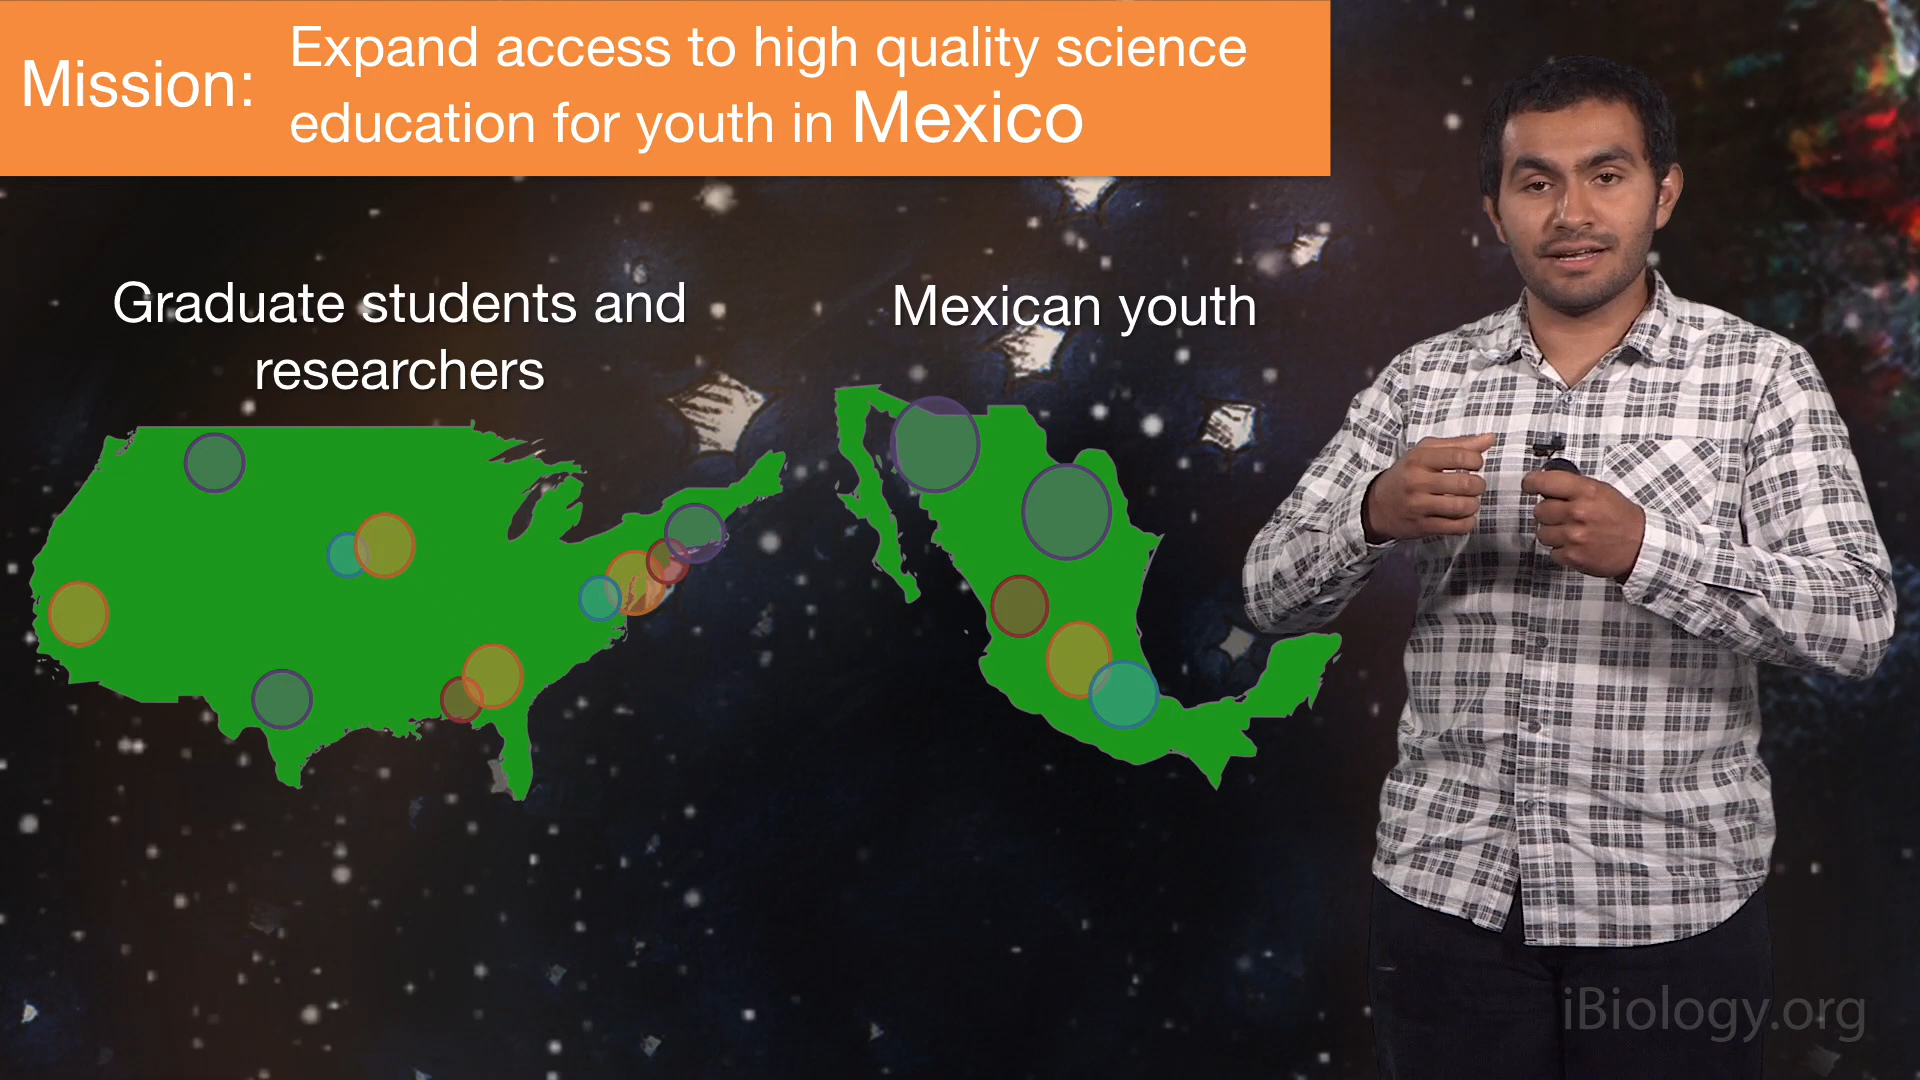 Mission:
Expand access to high quality science
education for youth in Mexico
Graduate students and
researchers
Mexican youth
iBiology.org